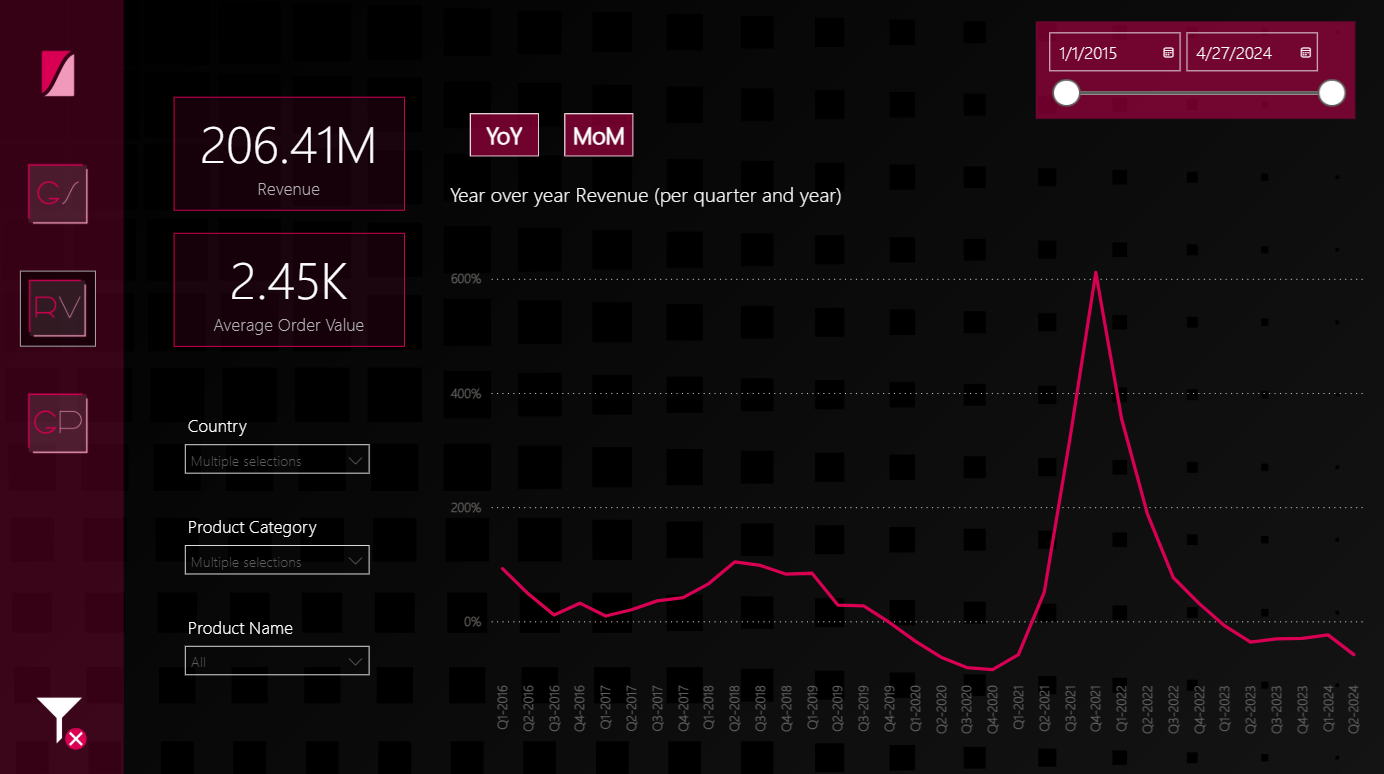 1/1/2015
4/27/2024
206.41M
Revenue
YoY
MoM
Year over year Revenue (per quarter and year)
G/
RV
GP
2.45K
Average Order Value
Country
Multiple selections
Product Category
Multiple selections
Product Name
All
600%
400%
200%
0%
Q1-2016
Q2-2016
Q3-2016
Q4-2016
Q1-2017
Q2-2017
Q3-2017
Q4-2017
Q1-2018
Q2-2018
Q3-2018
Q4-2018
Q1-2019
Q2-2019
Q3-2019
Q4-2019
Q1-2020
Q2-2020
Q3-2020
Q4-2020
Q1-2021
Q2-2021
Q3-2021
Q4-2021
Q1-2022
Q2-2022
Q3-2022
Q4-2022
Q1-2023
Q2-2023
Q3-2023
Q4-2023
Q1-2024
Q2-2024